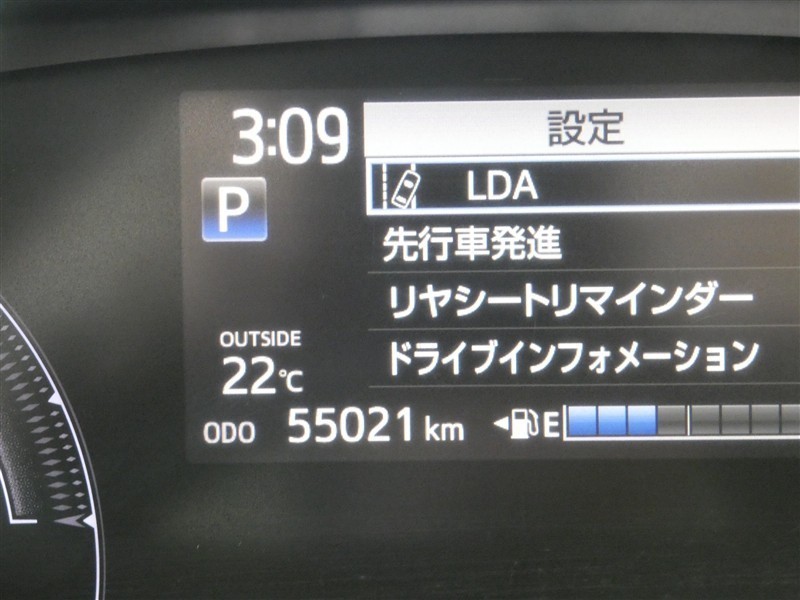 3:09
設定
P
LDA
先行車発進
リヤシートリマインダー
OUTSIDE
22℃
ドライブインフォメーション
ODO 55021 km
E